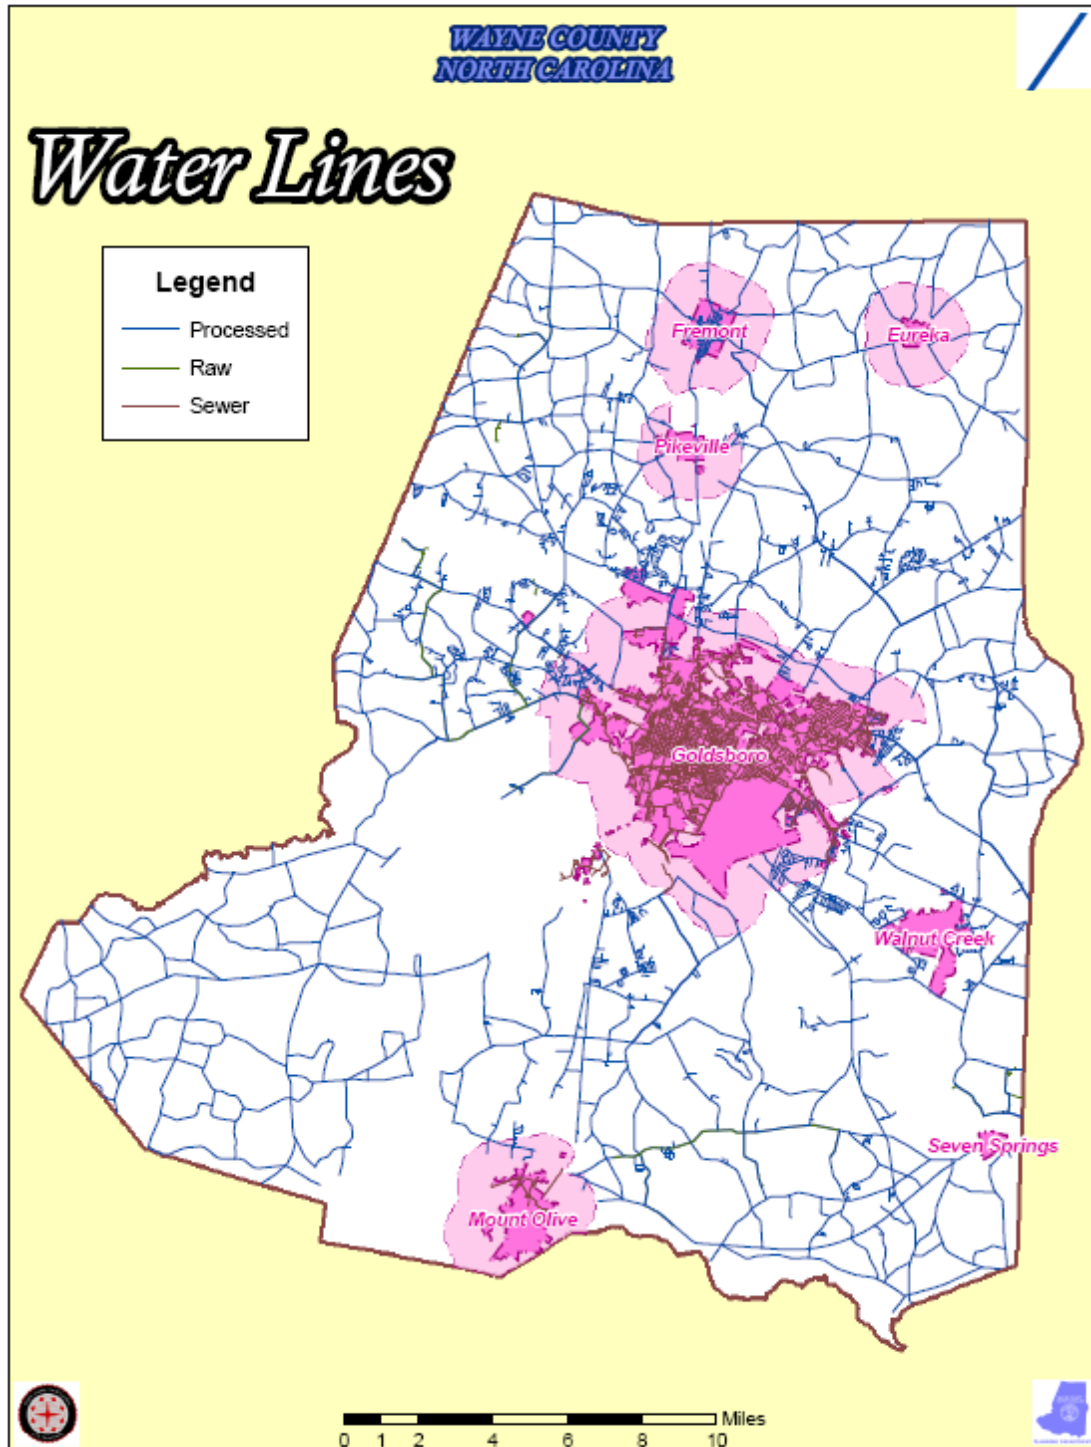 WAYNE COUNTY
NORTH CAROLINA
Water Lines
Legend
Processed
Raw
Sewer
Fremont
Eureka
Pikeville
Goldsboro
Walnut Creek
Seven Springs
Mount Olive
Miles
0 1 2 4 6 8 10